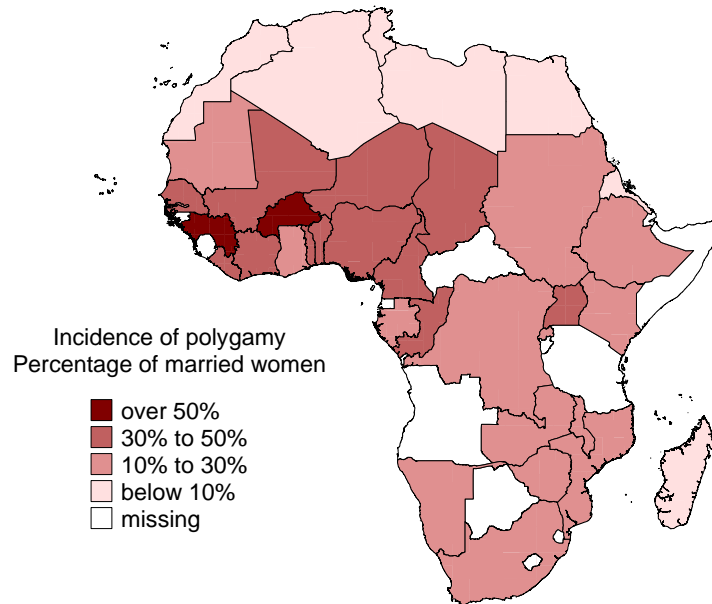 Incidence of polygamy
Percentage of married women
over 50%
30% to 50%
10% to 30%
below 10%
missing